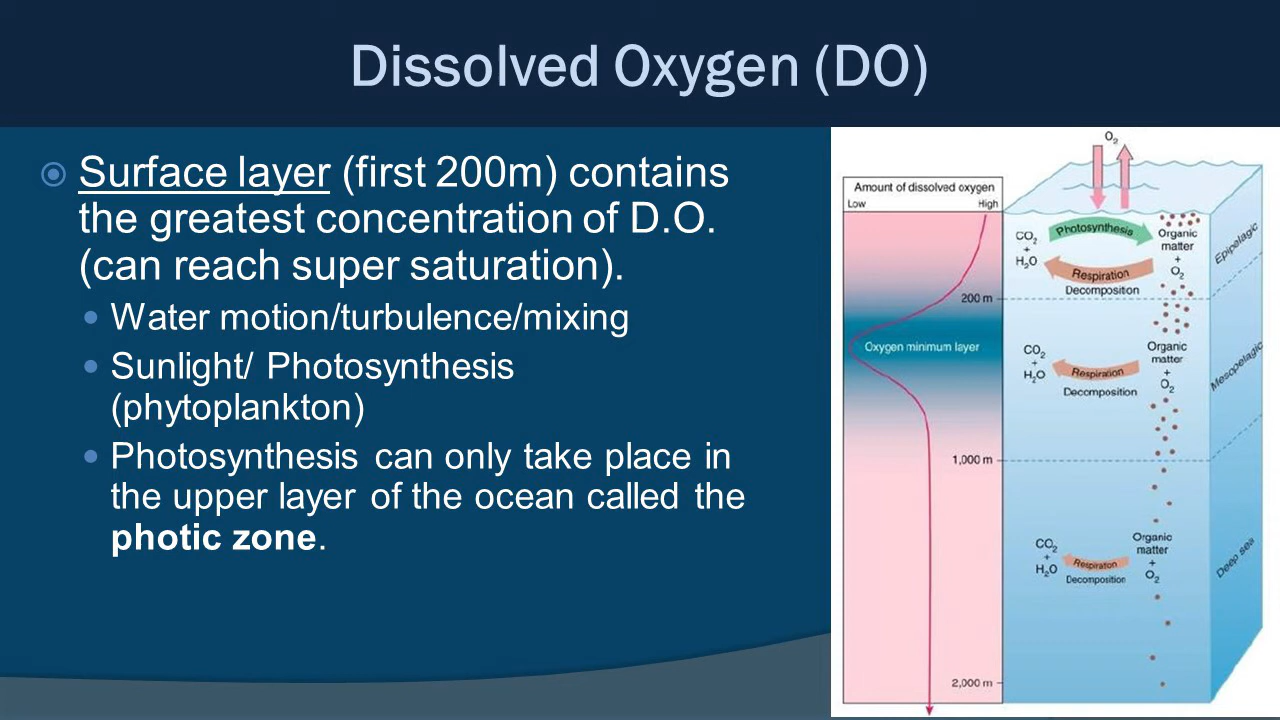 Dissolved Oxygen (DO)
Surface layer (first 200m) contains
the greatest concentration of D.O.
(can reach super saturation).
Water motion/turbulence/mixing
Sunlight/ Photosynthesis
(phytoplankton)
Photosynthesis can only take place in
the upper layer of the ocean called the
photic zone.
O2
Amount of dissolved oxygen
Low High
CO2
+
H2O
Photosynthesis
Organic
matter
+
O2
Respiration
Decomposition
Epipelagic
200 m
Oxygen minimum layer
CO2
+
H2O
Respiration
Decomposition
Organic
matter
+
O2
Mesopelagic
1,000 m
CO2
+
H2O
Respiration
Decomposition
Organic
matter
+
O2
Deep sea
2,000 m